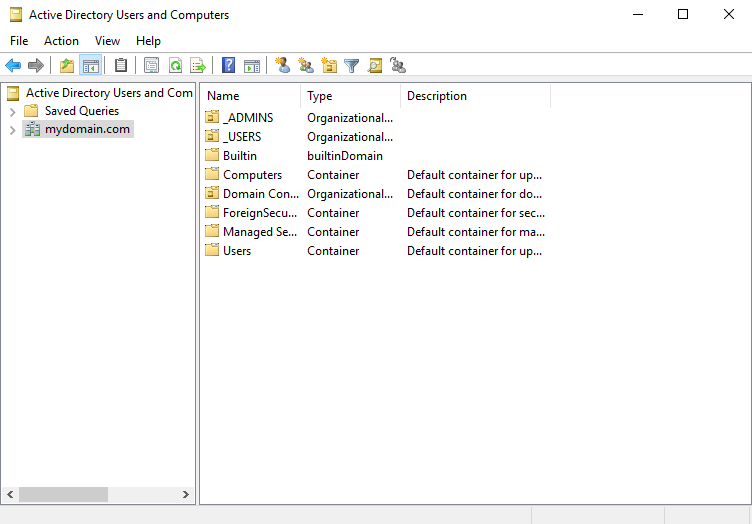 Active Directory Users and Computers
File Action View Help
Active Directory Users and Com
Saved Queries
mydomain.com
Name Type Description
_ADMINS Organizational...
_USERS Organizational...
Builtin builtinDomain
Computers Container Default container for up...
Domain Con... Organizational... Default container for do...
ForeignSecu... Container Default container for sec...
Managed Se... Container Default container for ma...
Users Container Default container for up...